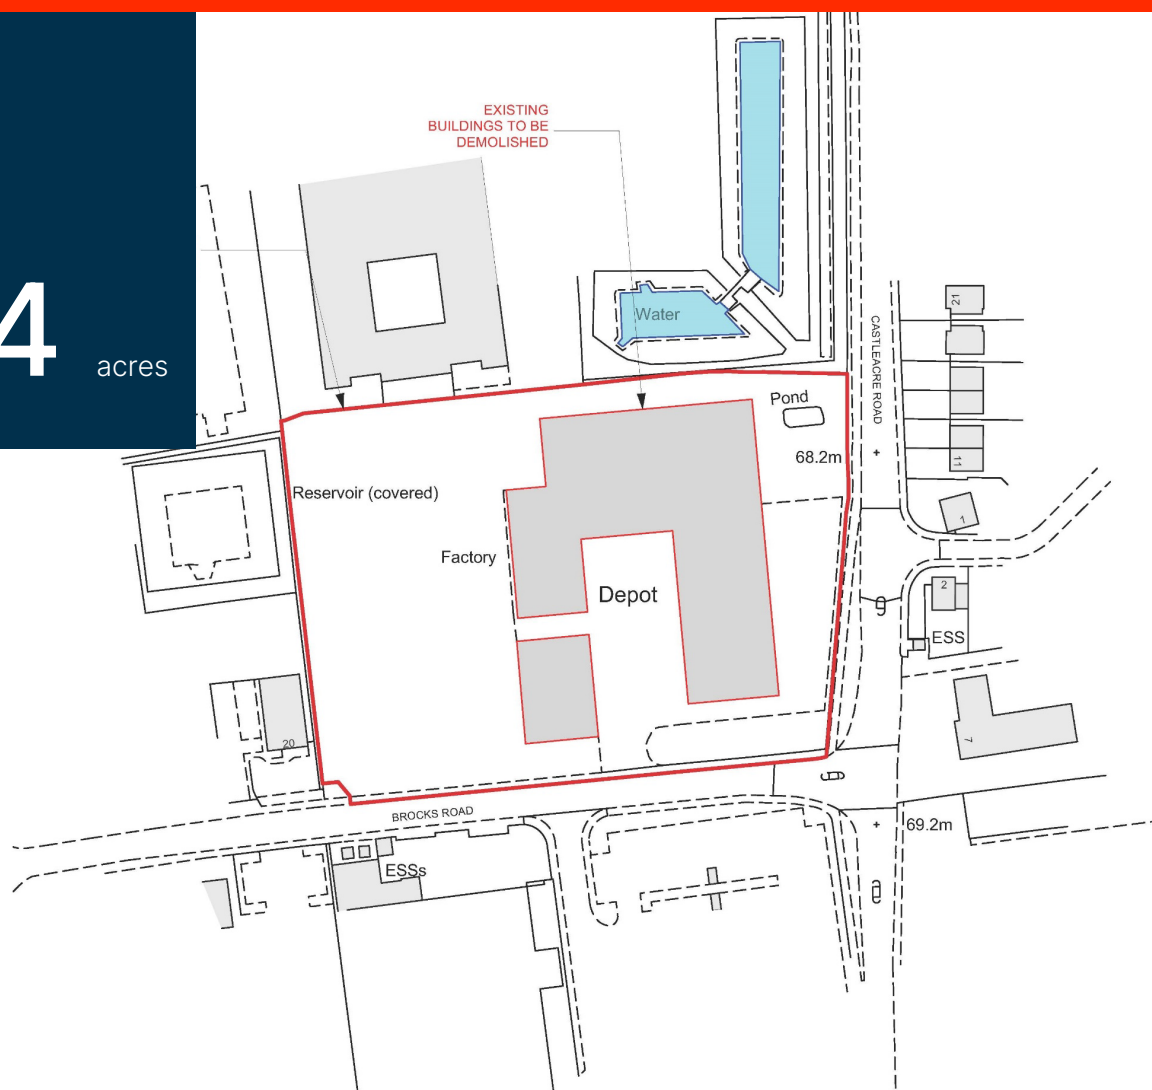 EXISTING
BUILDINGS TO BE
DEMOLISHED
4 acres
Water
21
CASTLEACRE ROAD
Pond
68.2m
11
Reservoir (covered)
1
Factory
Depot
2
ESS
7
20
BROCKS ROAD
69.2m
ESSs